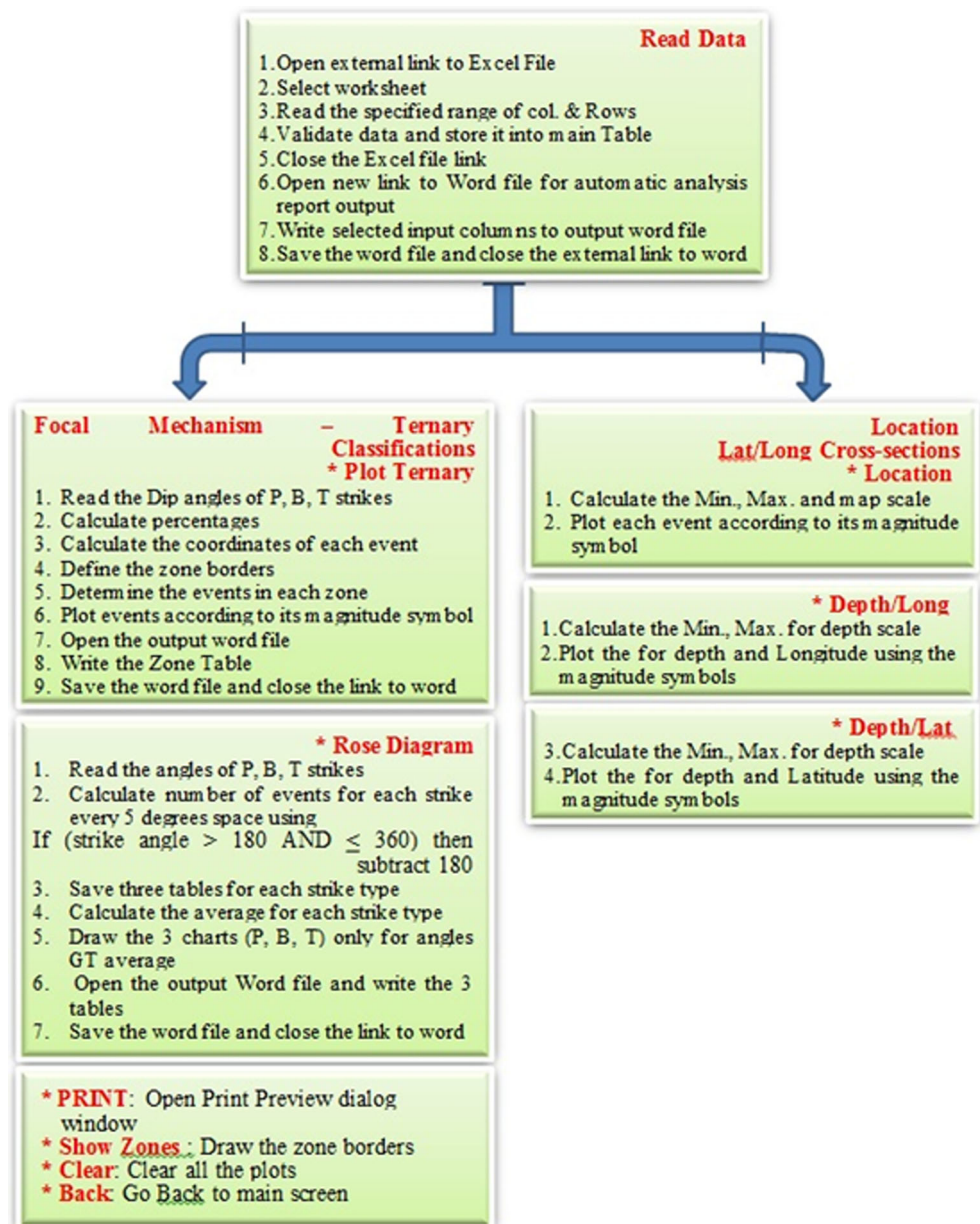 Read Data
1.Open external link to Excel File
2.Select worksheet
3.Read the specified range of col. & Rows
4.Validate data and store it into main Table
5.Close the Excel file link
6.Open new link to Word file for automatic analysis
report output
7.Write selected input columns to output word file
8.Save the word file and close the external link to word
Focal Mechanism – Ternary
Classifications
* Plot Ternary
1. Read the Dip angles of P, B, T strikes
2. Calculate percentages
3. Calculate the coordinates of each event
4. Define the zone borders
5. Determine the events in each zone
6. Plot events according to its magnitude symbol
7. Open the output word file
8. Write the Zone Table
9. Save the word file and close the link to word
* Rose Diagram
1. Read the angles of P, B, T strikes
2. Calculate number of events for each strike
every 5 degrees space using
If (strike angle > 180 AND ≤ 360) then
subtract 180
3. Save three tables for each strike type
4. Calculate the average for each strike type
5. Draw the 3 charts (P, B, T) only for angles
GT average
6. Open the output Word file and write the 3
tables
7. Save the word file and close the link to word
* PRINT: Open Print Preview dialog
window
* Show Zones : Draw the zone borders
* Clear: Clear all the plots
* Back: Go Back to main screen
Location
Lat/Long Cross-sections
* Location
1. Calculate the Min., Max. and map scale
2. Plot each event according to its magnitude
symbol
* Depth/Long
1.Calculate the Min., Max. for depth scale
2.Plot the for depth and Longitude using the
magnitude symbols
* Depth/Lat
3.Calculate the Min., Max. for depth scale
4.Plot the for depth and Latitude using the
magnitude symbols